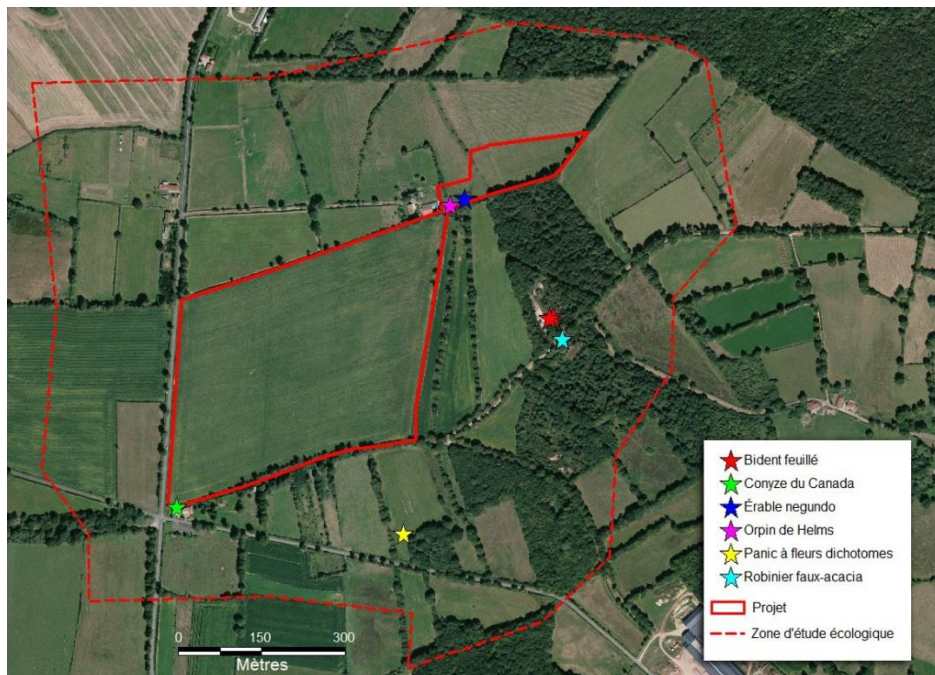 Bident feuillé
Conyze du Canada
Érable negundo
Orpin de Helms
Panic à fleurs dichotomes
Robinier faux-acacia
Projet
Zone d'étude écologique
0 150 300
Mètres